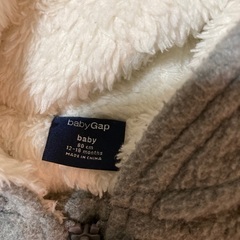 babyGap
baby
80 cm
12-18 months
MADE IN CHINA